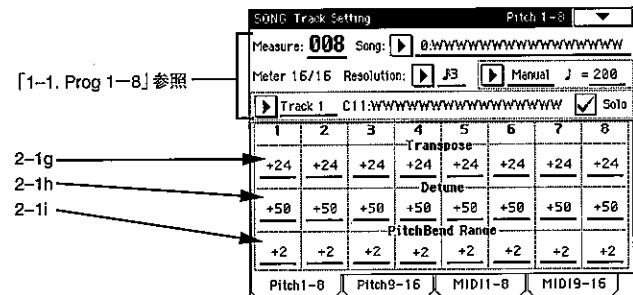 SONG Track Setting Pitch 1-8
Measure: 008 Song: 0:WWWWWWWWWWWWWWWW
Meter 16/16 Resolution: ♪3 Manual ♩ = 200
Track 1 C11:WWWWWWWWWWWWWWWW Solo
「1-1. Prog 1-8」参照
1 2 3 4 5 6 7 8
Transpose
2-1g
+24 +24 +24 +24 +24 +24 +24 +24
Detune
2-1h
+50 +50 +50 +50 +50 +50 +50 +50
PitchBend Range
2-1i
+2 +2 +2 +2 +2 +2 +2 +2
Pitch1-8 Pitch9-16 MIDI1-8 MIDI9-16